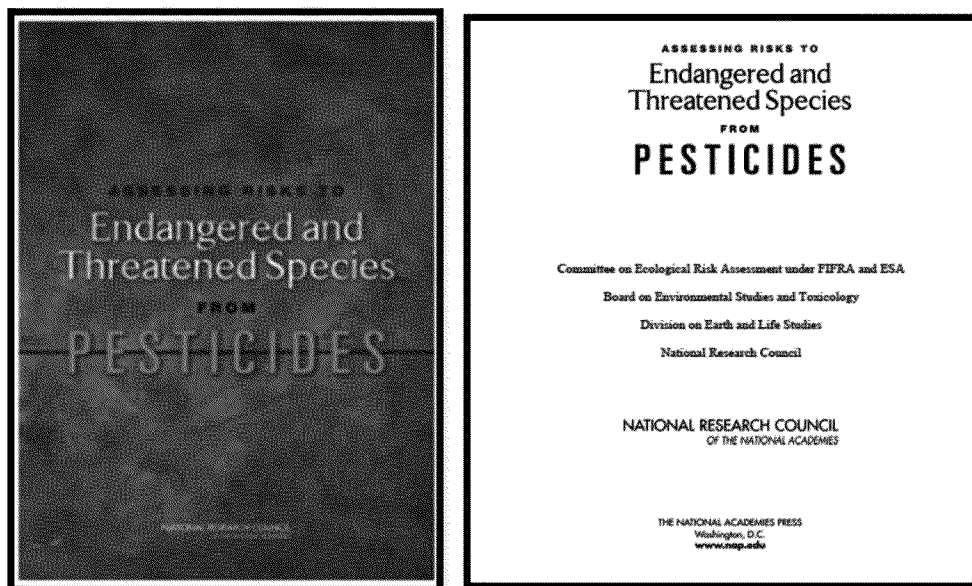 ASSESSING RISKS TO
Endangered and
Threatened Species
FROM
PESTICIDES
NATIONAL RESEARCH COUNCIL
ASSESSING RISKS TO
Endangered and
Threatened Species
FROM
PESTICIDES
Committee on Ecological Risk Assessment under FIFRA and ESA
Board on Environmental Studies and Toxicology
Division on Earth and Life Studies
National Research Council
NATIONAL RESEARCH COUNCIL
OF THE NATIONAL ACADEMIES
THE NATIONAL ACADEMIES PRESS
Washington, D.C.
www.nap.edu